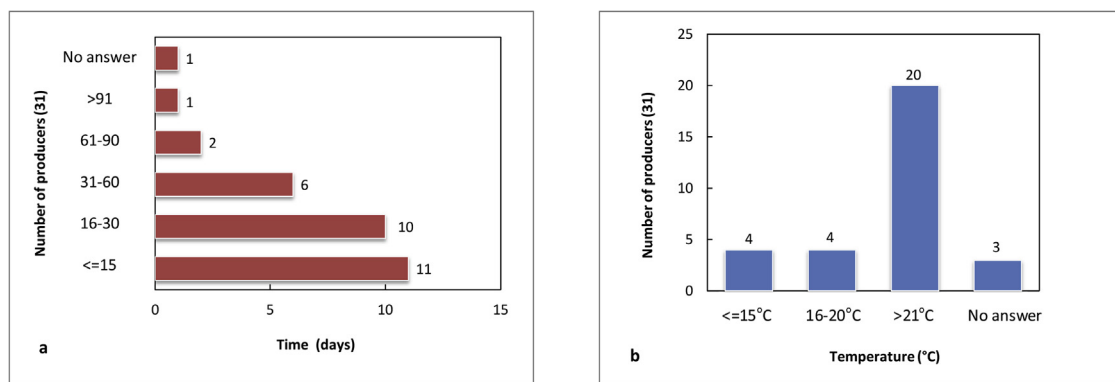 Number of producers (31)
No answer
1
>91
1
61-90
2
31-60
6
16-30
10
<=15
11
0
5
10
15
Time (days)
a
Number of producers (31)
25
20
15
10
5
0
4
4
20
3
<=15°C
16-20°C
>21°C
No answer
Temperature (°C)
b